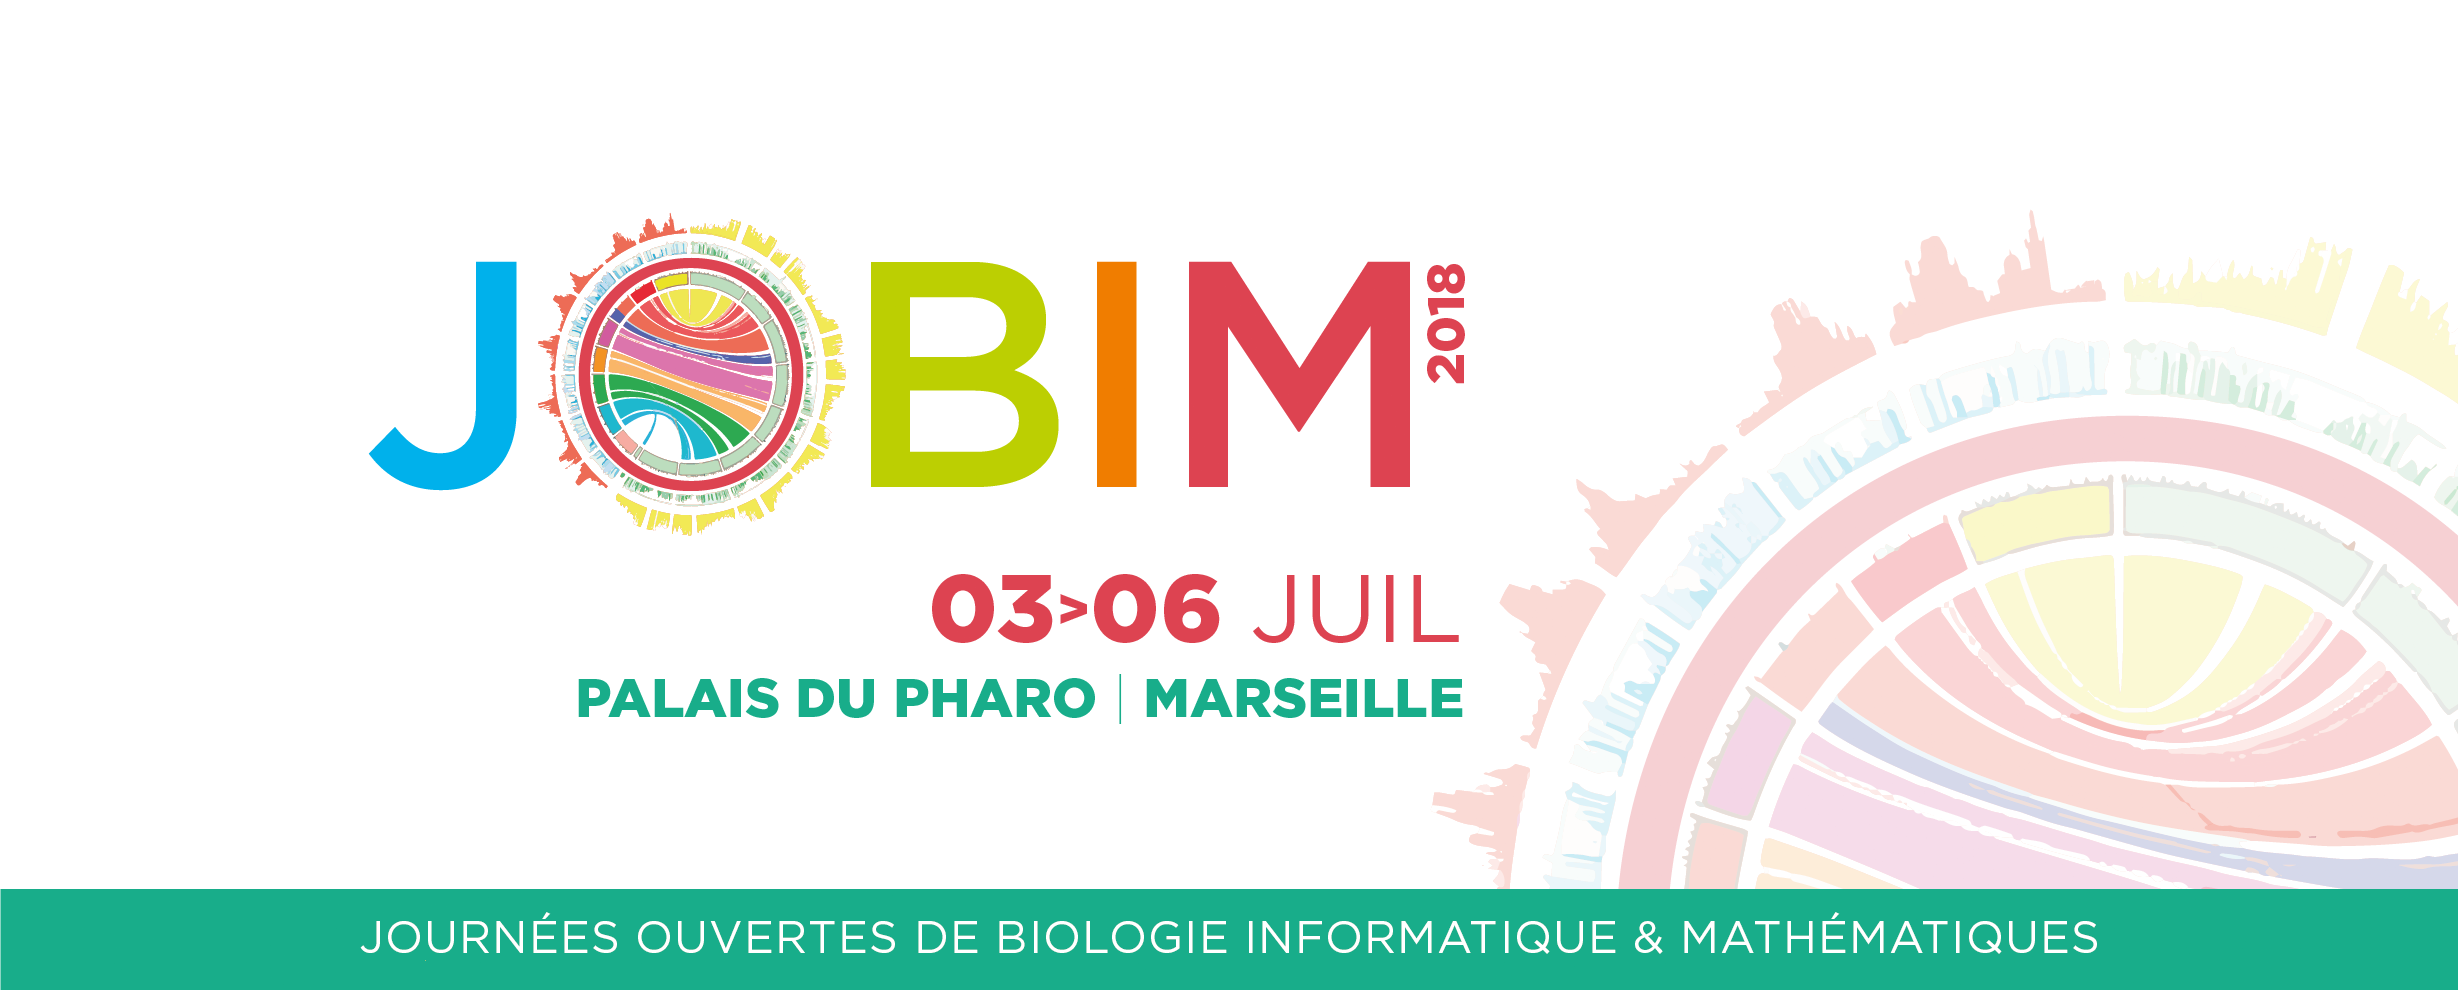 JOBIM 2018
03>06 JUIL
PALAIS DU PHARO | MARSEILLE
JOURNÉES OUVERTES DE BIOLOGIE INFORMATIQUE & MATHÉMATIQUES